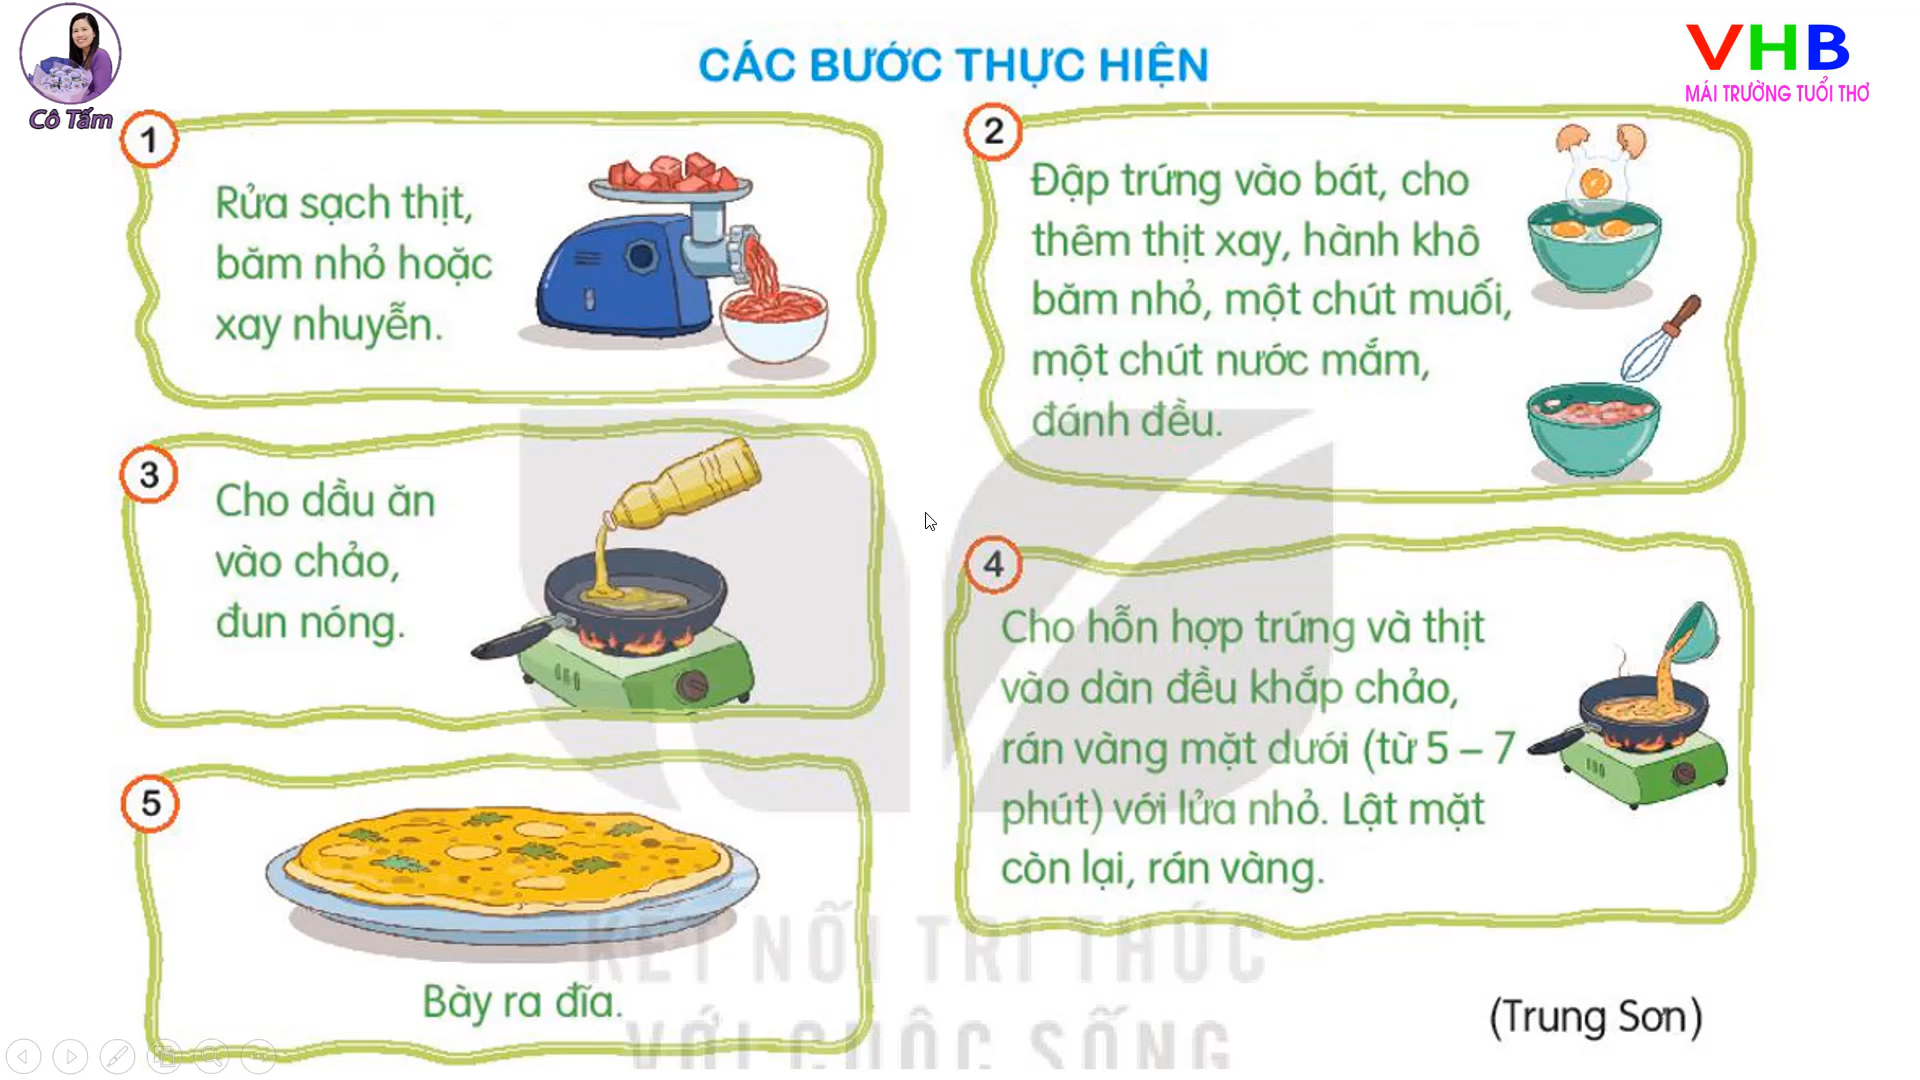 Cô Tấm
CÁC BƯỚC THỰC HIỆN
VHB
MÁI TRƯỜNG TUỔI THƠ
1
Rửa sạch thịt,
băm nhỏ hoặc
xay nhuyễn.
2
Đập trứng vào bát, cho
thêm thịt xay, hành khô
băm nhỏ, một chút muối,
một chút nước mắm,
đánh đều.
3
Cho dầu ăn
vào chảo,
đun nóng.
4
Cho hỗn hợp trứng và thịt
vào dàn đều khắp chảo,
rán vàng mặt dưới (từ 5 – 7
phút) với lửa nhỏ. Lật mặt
còn lại, rán vàng.
5
Bày ra đĩa.
KẾT NỐI TRI THỨC
VỚI CUỘC SỐNG
(Trung Sơn)